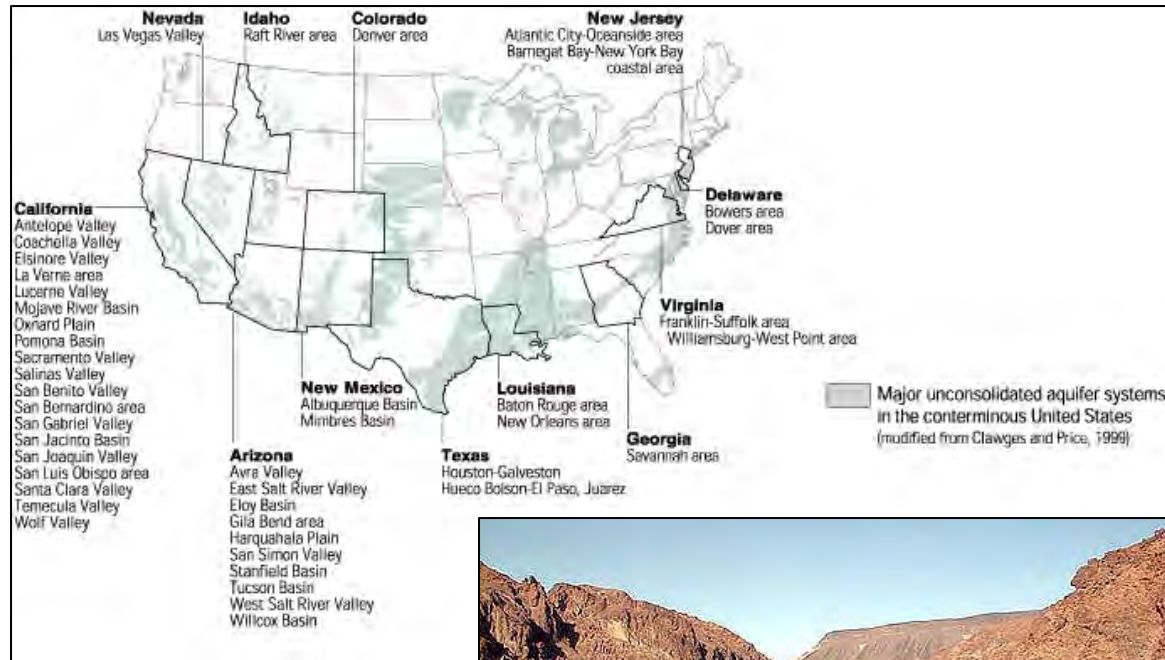 Nevada
Las Vegas Valley
Idaho
Raft River area
Colorado
Denver area
New Jersey
Atlantic City-Oceanside area
Barnegat Bay-New York Bay
coastal area
California
Antelope Valley
Coachella Valley
Elsinore Valley
La Verne area
Lucerne Valley
Mojave River Basin
Oxnard Plain
Pomona Basin
Sacramento Valley
Salinas Valley
San Benito Valley
San Bernardino area
San Gabriel Valley
San Jacinto Basin
San Joaquin Valley
San Luis Obispo area
Santa Clara Valley
Temecula Valley
Wolf Valley
Delaware
Bowers area
Dover area
Virginia
Franklin-Suffolk area
Williamsburg-West Point area
New Mexico
Albuquerque Basin
Mimbres Basin
Louisiana
Baton Rouge area
New Orleans area
Georgia
Savannah area
Arizona
Avra Valley
East Salt River Valley
Eloy Basin
Gila Bend area
Harquahala Plain
San Simon Valley
Stanfield Basin
Tucson Basin
West Salt River Valley
Willcox Basin
Texas
Houston-Galveston
Hueco Bolson-El Paso, Juarez
Major unconsolidated aquifer systems
in the conterminous United States
(modified from Clawges and Price, 1999)